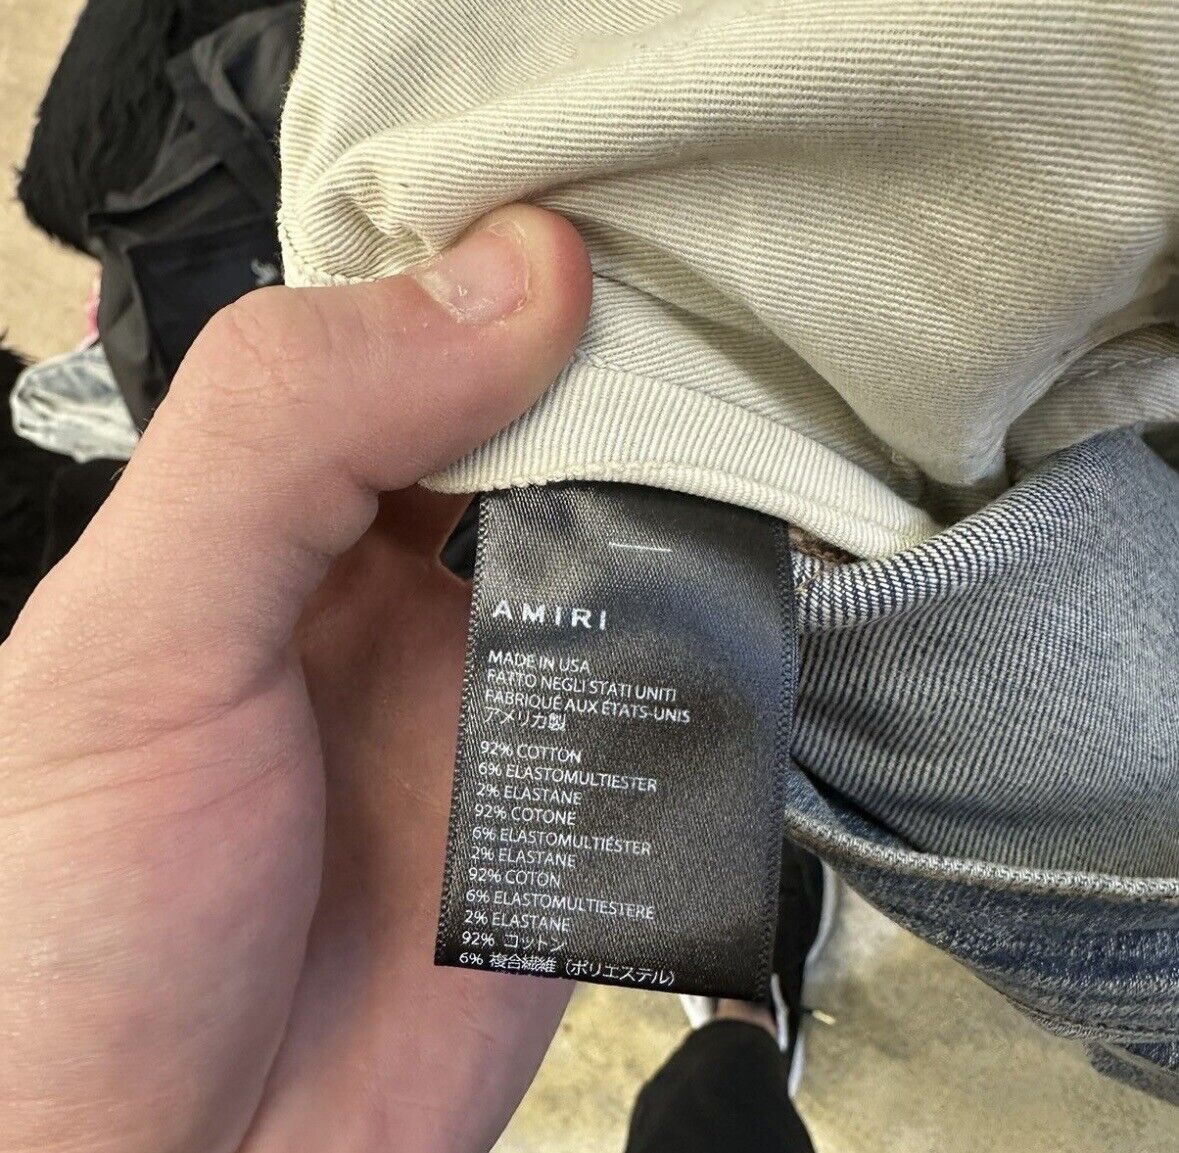 AMIRI
MADE IN USA
FATTO NEGLI STATI UNITI
FABRIQUE AUX ÉTATS-UNIS
アメリカ製
92% COTTON
6% ELASTOMULTIESTER
2% ELASTANE
92% COTONE
6% ELASTOMULTIÉSTER
2% ELASTANE
92% COTON
6% ELASTOMULTIESTERE
2% ELASTANE
92% コットン
6% 複合繊維（ポリエステル）